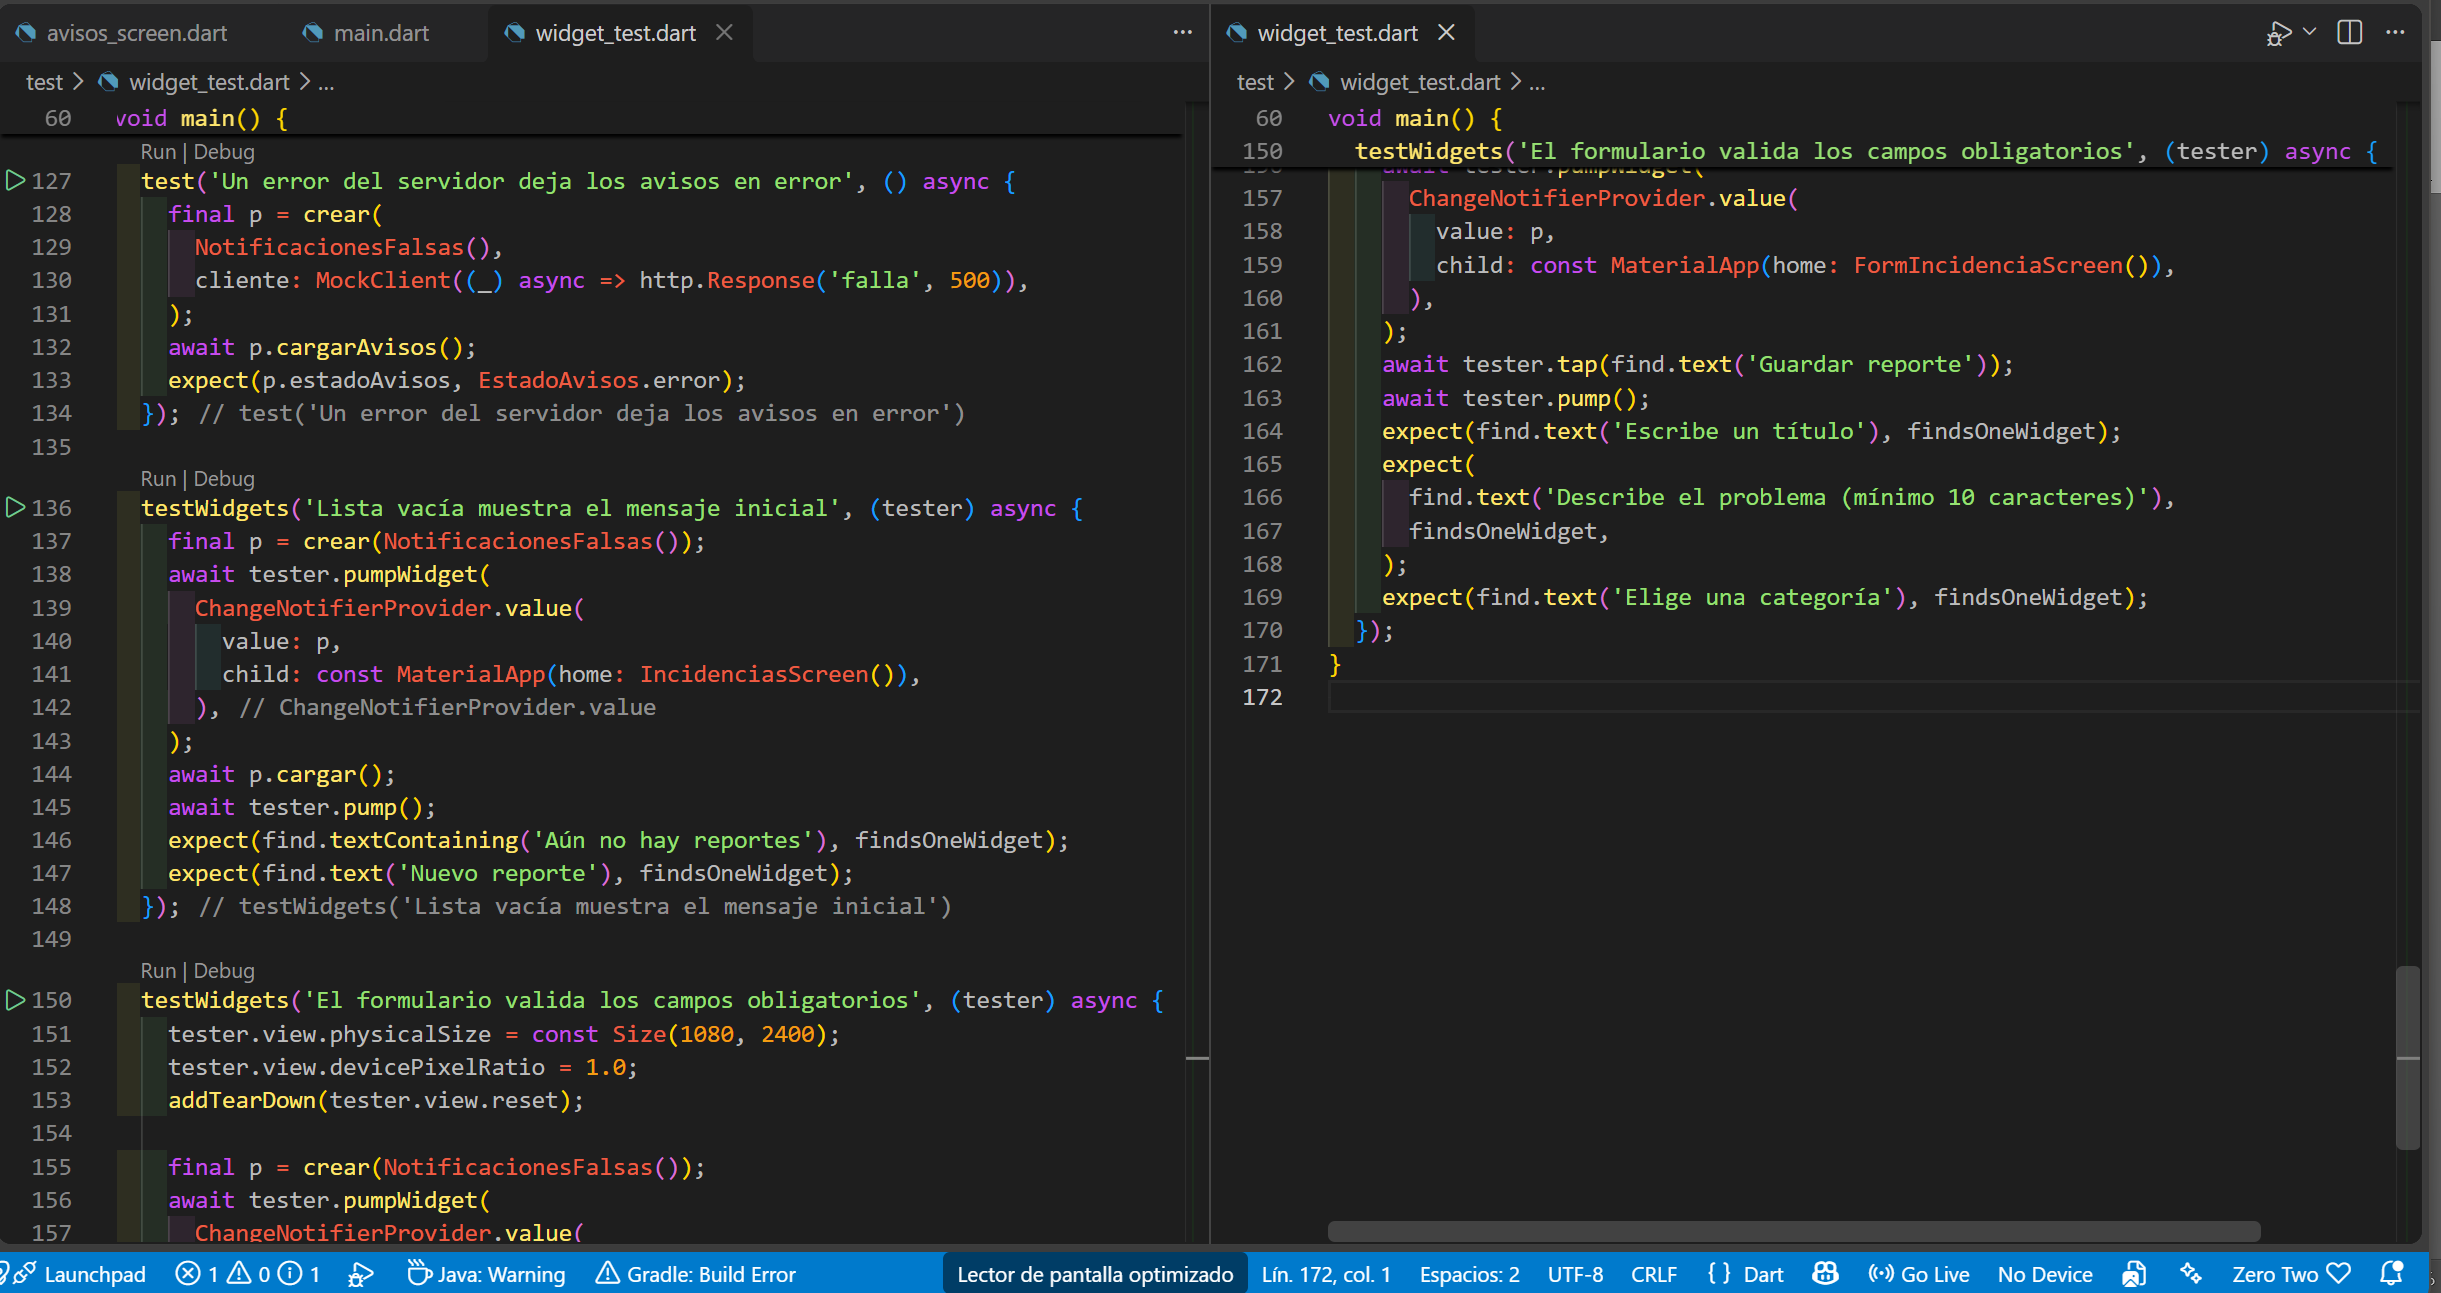 avisos_screen.dart
main.dart
widget_test.dart
test > widget_test.dart > ...
60 void main() {
Run | Debug
127 test('Un error del servidor deja los avisos en error', () async {
128 final p = crear(
129 NotificacionesFalsas(),
130 cliente: MockClient((_) async => http.Response('falla', 500)),
131 );
132 await p.cargarAvisos();
133 expect(p.estadoAvisos, EstadoAvisos.error);
134 }); // test('Un error del servidor deja los avisos en error')
135
Run | Debug
136 testWidgets('Lista vacía muestra el mensaje inicial', (tester) async {
137 final p = crear(NotificacionesFalsas());
138 await tester.pumpWidget(
139 ChangeNotifierProvider.value(
140 value: p,
141 child: const MaterialApp(home: IncidenciasScreen()),
142 ), // ChangeNotifierProvider.value
143 );
144 await p.cargar();
145 await tester.pump();
146 expect(find.textContaining('Aún no hay reportes'), findsOneWidget);
147 expect(find.text('Nuevo reporte'), findsOneWidget);
148 }); // testWidgets('Lista vacía muestra el mensaje inicial')
149
Run | Debug
150 testWidgets('El formulario valida los campos obligatorios', (tester) async {
151 tester.view.physicalSize = const Size(1080, 2400);
152 tester.view.devicePixelRatio = 1.0;
153 addTearDown(tester.view.reset);
154
155 final p = crear(NotificacionesFalsas());
156 await tester.pumpWidget(
157 ChangeNotifierProvider.value(
widget_test.dart
test > widget_test.dart > ...
60 void main() {
150 testWidgets('El formulario valida los campos obligatorios', (tester) async {
156 await tester.pumpWidget(
157 ChangeNotifierProvider.value(
158 value: p,
159 child: const MaterialApp(home: FormIncidenciaScreen()),
160 ),
161 );
162 await tester.tap(find.text('Guardar reporte'));
163 await tester.pump();
164 expect(find.text('Escribe un título'), findsOneWidget);
165 expect(
166 find.text('Describe el problema (mínimo 10 caracteres)'),
167 findsOneWidget,
168 );
169 expect(find.text('Elige una categoría'), findsOneWidget);
170 });
171 }
172
Launchpad 1 0 1 Java: Warning Gradle: Build Error Lector de pantalla optimizado Lín. 172, col. 1 Espacios: 2 UTF-8 CRLF {} Dart Go Live No Device Zero Two